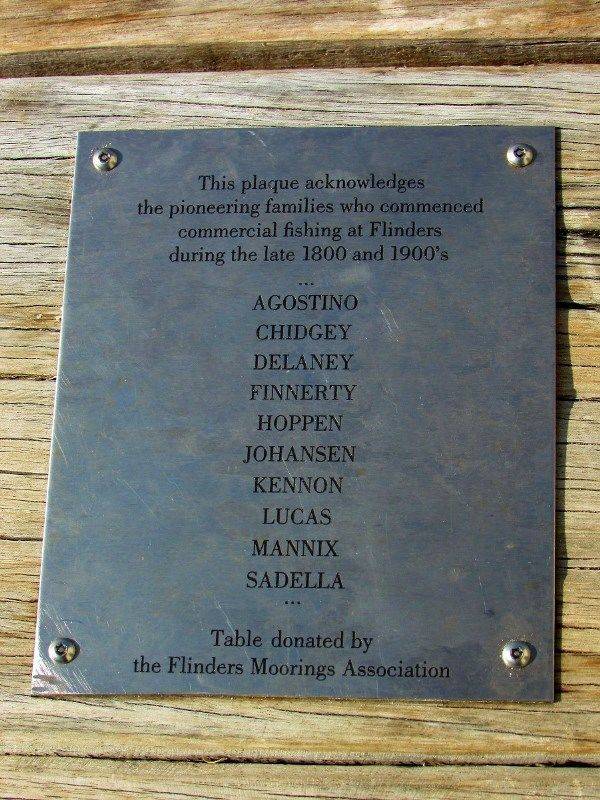 This plaque acknowledges
the pioneering families who commenced
commercial fishing at Flinders
during the late 1800 and 1900's
...
AGOSTINO
CHIDGEY
DELANEY
FINNERTY
HOPPEN
JOHANSEN
KENNON
LUCAS
MANNIX
SADELLA
...
Table donated by
the Flinders Moorings Association